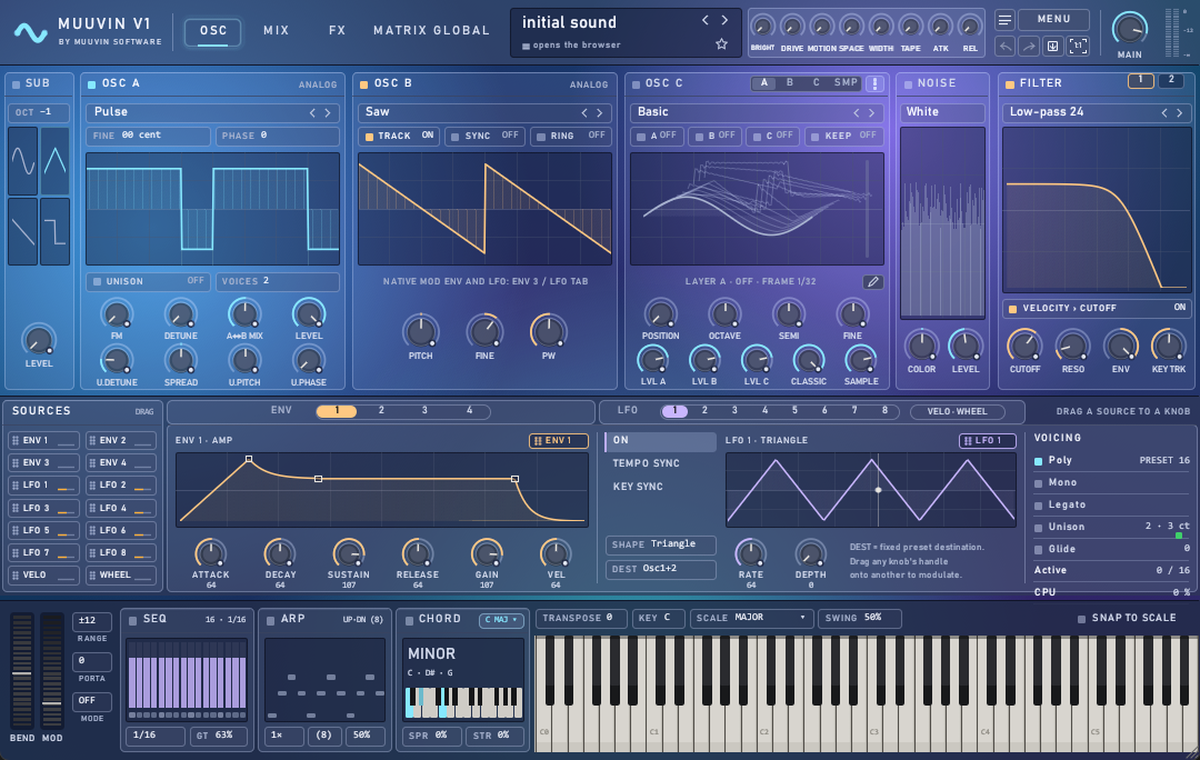 MUUVIN V1
BY MUUVIN SOFTWARE
OSC
MIX
FX
MATRIX GLOBAL
initial sound
opens the browser
BRIGHT DRIVE MOTION SPACE WIDTH TAPE ATK REL
MENU
MAIN
SUB
OCT -1
LEVEL
OSC A
ANALOG
Pulse
FINE 00 cent
PHASE 0
UNISON OFF
VOICES 2
FM DETUNE A↔B MIX LEVEL
U.DETUNE SPREAD U.PITCH U.PHASE
OSC B
ANALOG
Saw
TRACK ON
SYNC OFF
RING OFF
NATIVE MOD ENV AND LFO: ENV 3 / LFO TAB
PITCH FINE PW
OSC C
A B C SMP
Basic
A OFF
B OFF
C OFF
KEEP OFF
LAYER A · OFF · FRAME 1/32
POSITION OCTAVE SEMI FINE
LVL A LVL B LVL C CLASSIC SAMPLE
NOISE
White
COLOR LEVEL
FILTER
1 2
Low-pass 24
VELOCITY › CUTOFF ON
CUTOFF RESO ENV KEYTRK
SOURCES DRAG
ENV 1 ENV 2
ENV 3 ENV 4
LFO 1 LFO 2
LFO 3 LFO 4
LFO 5 LFO 6
LFO 7 LFO 8
VELO WHEEL
ENV 1 2 3 4
ENV 1 · AMP
ENV 1
ATTACK DECAY SUSTAIN RELEASE GAIN VEL
64 64 107 64 107 64
LFO 1 2 3 4 5 6 7 8
VELO · WHEEL
DRAG A SOURCE TO A KNOB
ON
TEMPO SYNC
KEY SYNC
SHAPE Triangle
DEST Osc1+2
LFO 1 · TRIANGLE
LFO 1
RATE DEPTH
64 0
DEST = fixed preset destination.
Drag any knob's handle
onto another to modulate.
VOICING
Poly PRESET 16
Mono
Legato
Unison 2 · 3 ct
Glide 0
Active 0 / 16
CPU 0 %
BEND MOD
±12
RANGE
0
PORTA
OFF
MODE
SEQ 16 · 1/16
1/16
GT 63%
ARP UP·DN (8)
1×
(8)
50%
CHORD C MAJ ▾
MINOR
C · D# · G
SPR 0%
STR 0%
TRANSPOSE 0
KEY C
SCALE MAJOR ▾
SWING 50%
SNAP TO SCALE
C0 C1 C2 C3 C4 C5